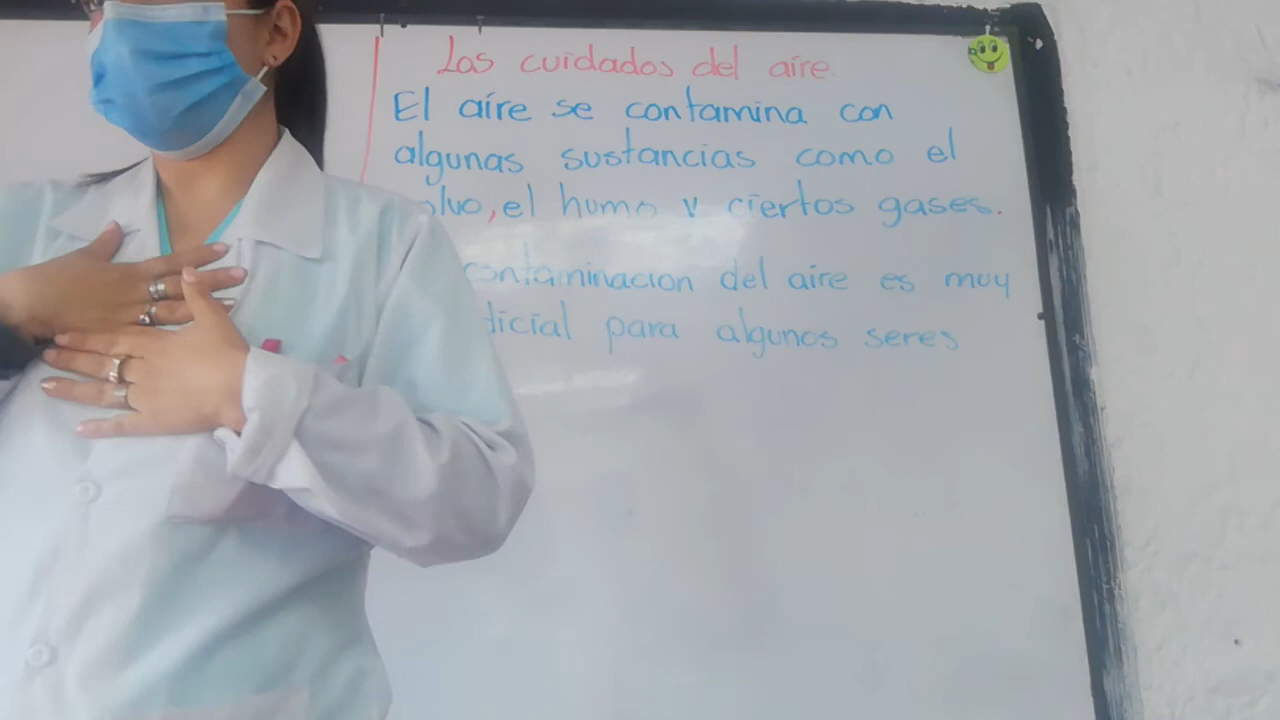 Los cuidados del aire.
El aire se contamina con
algunas sustancias como el
polvo, el humo y ciertos gases.
contaminacion del aire es muy
para algunos seres